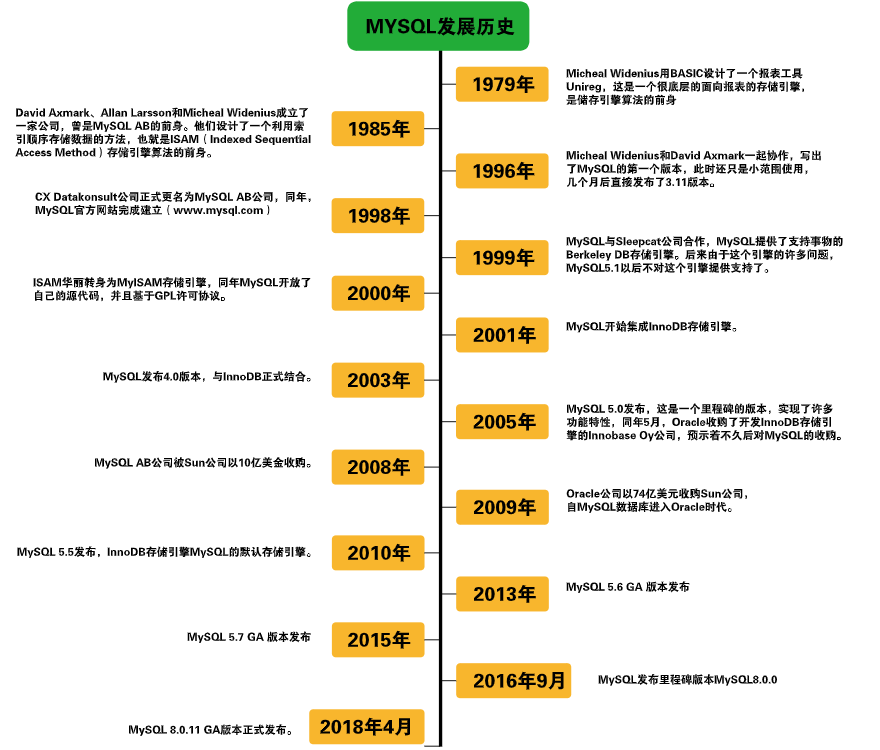 MYSQL发展历史
1979年
Micheal Widenius用BASIC设计了一个报表工具
Unireg，这是一个很底层的面向报表的存储引擎，
是储存引擎算法的前身
David Axmark、Allan Larsson和Micheal Widenius成立了
一家公司，曾是MySQL AB的前身。他们设计了一个利用索
引顺序存储数据的方法，也就是ISAM（Indexed Sequential
Access Method）存储引擎算法的前身。
1985年
1996年
Micheal Widenius和David Axmark一起协作，写出
了MySQL的第一个版本，此时还只是小范围使用，
几个月后直接发布了3.11版本。
CX Datakonsult公司正式更名为MySQL AB公司，同年，
MySQL官方网站完成建立（www.mysql.com）
1998年
1999年
MySQL与Sleepcat公司合作，MySQL提供了支持事物的
Berkeley DB存储引擎。后来由于这个引擎的许多问题，
MySQL5.1以后不对这个引擎提供支持了。
ISAM华丽转身为MyISAM存储引擎，同年MySQL开放了
自己的源代码，并且基于GPL许可协议。
2000年
2001年
MySQL开始集成InnoDB存储引擎。
MySQL发布4.0版本，与InnoDB正式结合。
2003年
2005年
MySQL 5.0发布，这是一个里程碑的版本，实现了许多
功能特性，同年5月，Oracle收购了开发InnoDB存储引
擎的Innobase Oy公司，预示若不久后对MySQL的收购。
MySQL AB公司被Sun公司以10亿美金收购。
2008年
2009年
Oracle公司以74亿美元收购Sun公司，
自MySQL数据库进入Oracle时代。
MySQL 5.5发布，InnoDB存储引擎MySQL的默认存储引擎。
2010年
2013年
MySQL 5.6 GA 版本发布
MySQL 5.7 GA 版本发布
2015年
2016年9月
MySQL发布里程碑版本MySQL8.0.0
MySQL 8.0.11 GA版本正式发布。
2018年4月